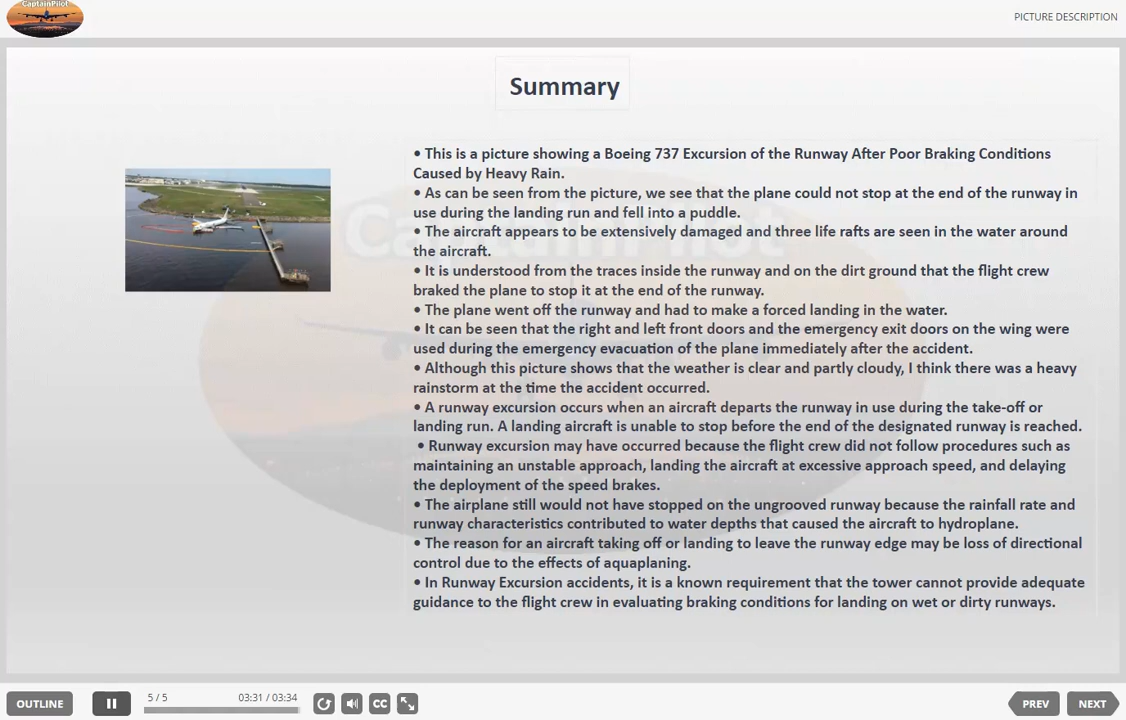 CaptainPilot
PICTURE DESCRIPTION
Summary
• This is a picture showing a Boeing 737 Excursion of the Runway After Poor Braking Conditions
Caused by Heavy Rain.
• As can be seen from the picture, we see that the plane could not stop at the end of the runway in
use during the landing run and fell into a puddle.
• The aircraft appears to be extensively damaged and three life rafts are seen in the water around
the aircraft.
• It is understood from the traces inside the runway and on the dirt ground that the flight crew
braked the plane to stop it at the end of the runway.
• The plane went off the runway and had to make a forced landing in the water.
• It can be seen that the right and left front doors and the emergency exit doors on the wing were
used during the emergency evacuation of the plane immediately after the accident.
• Although this picture shows that the weather is clear and partly cloudy, I think there was a heavy
rainstorm at the time the accident occurred.
• A runway excursion occurs when an aircraft departs the runway in use during the take-off or
landing run. A landing aircraft is unable to stop before the end of the designated runway is reached.
• Runway excursion may have occurred because the flight crew did not follow procedures such as
maintaining an unstable approach, landing the aircraft at excessive approach speed, and delaying
the deployment of the speed brakes.
• The airplane still would not have stopped on the ungrooved runway because the rainfall rate and
runway characteristics contributed to water depths that caused the aircraft to hydroplane.
• The reason for an aircraft taking off or landing to leave the runway edge may be loss of directional
control due to the effects of aquaplaning.
• In Runway Excursion accidents, it is a known requirement that the tower cannot provide adequate
guidance to the flight crew in evaluating braking conditions for landing on wet or dirty runways.
CaptainPilot
OUTLINE
5 / 5
03:31 / 03:34
CC
PREV
NEXT